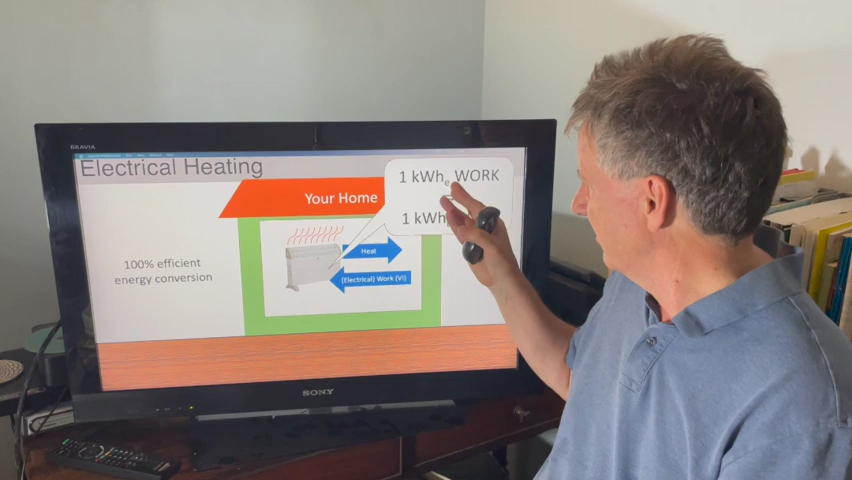 BRAVIA
Electrical Heating
1 kWhe WORK
Your Home
1 kWh
Heat
100% efficient
energy conversion
(Electrical) Work (VI)
SONY